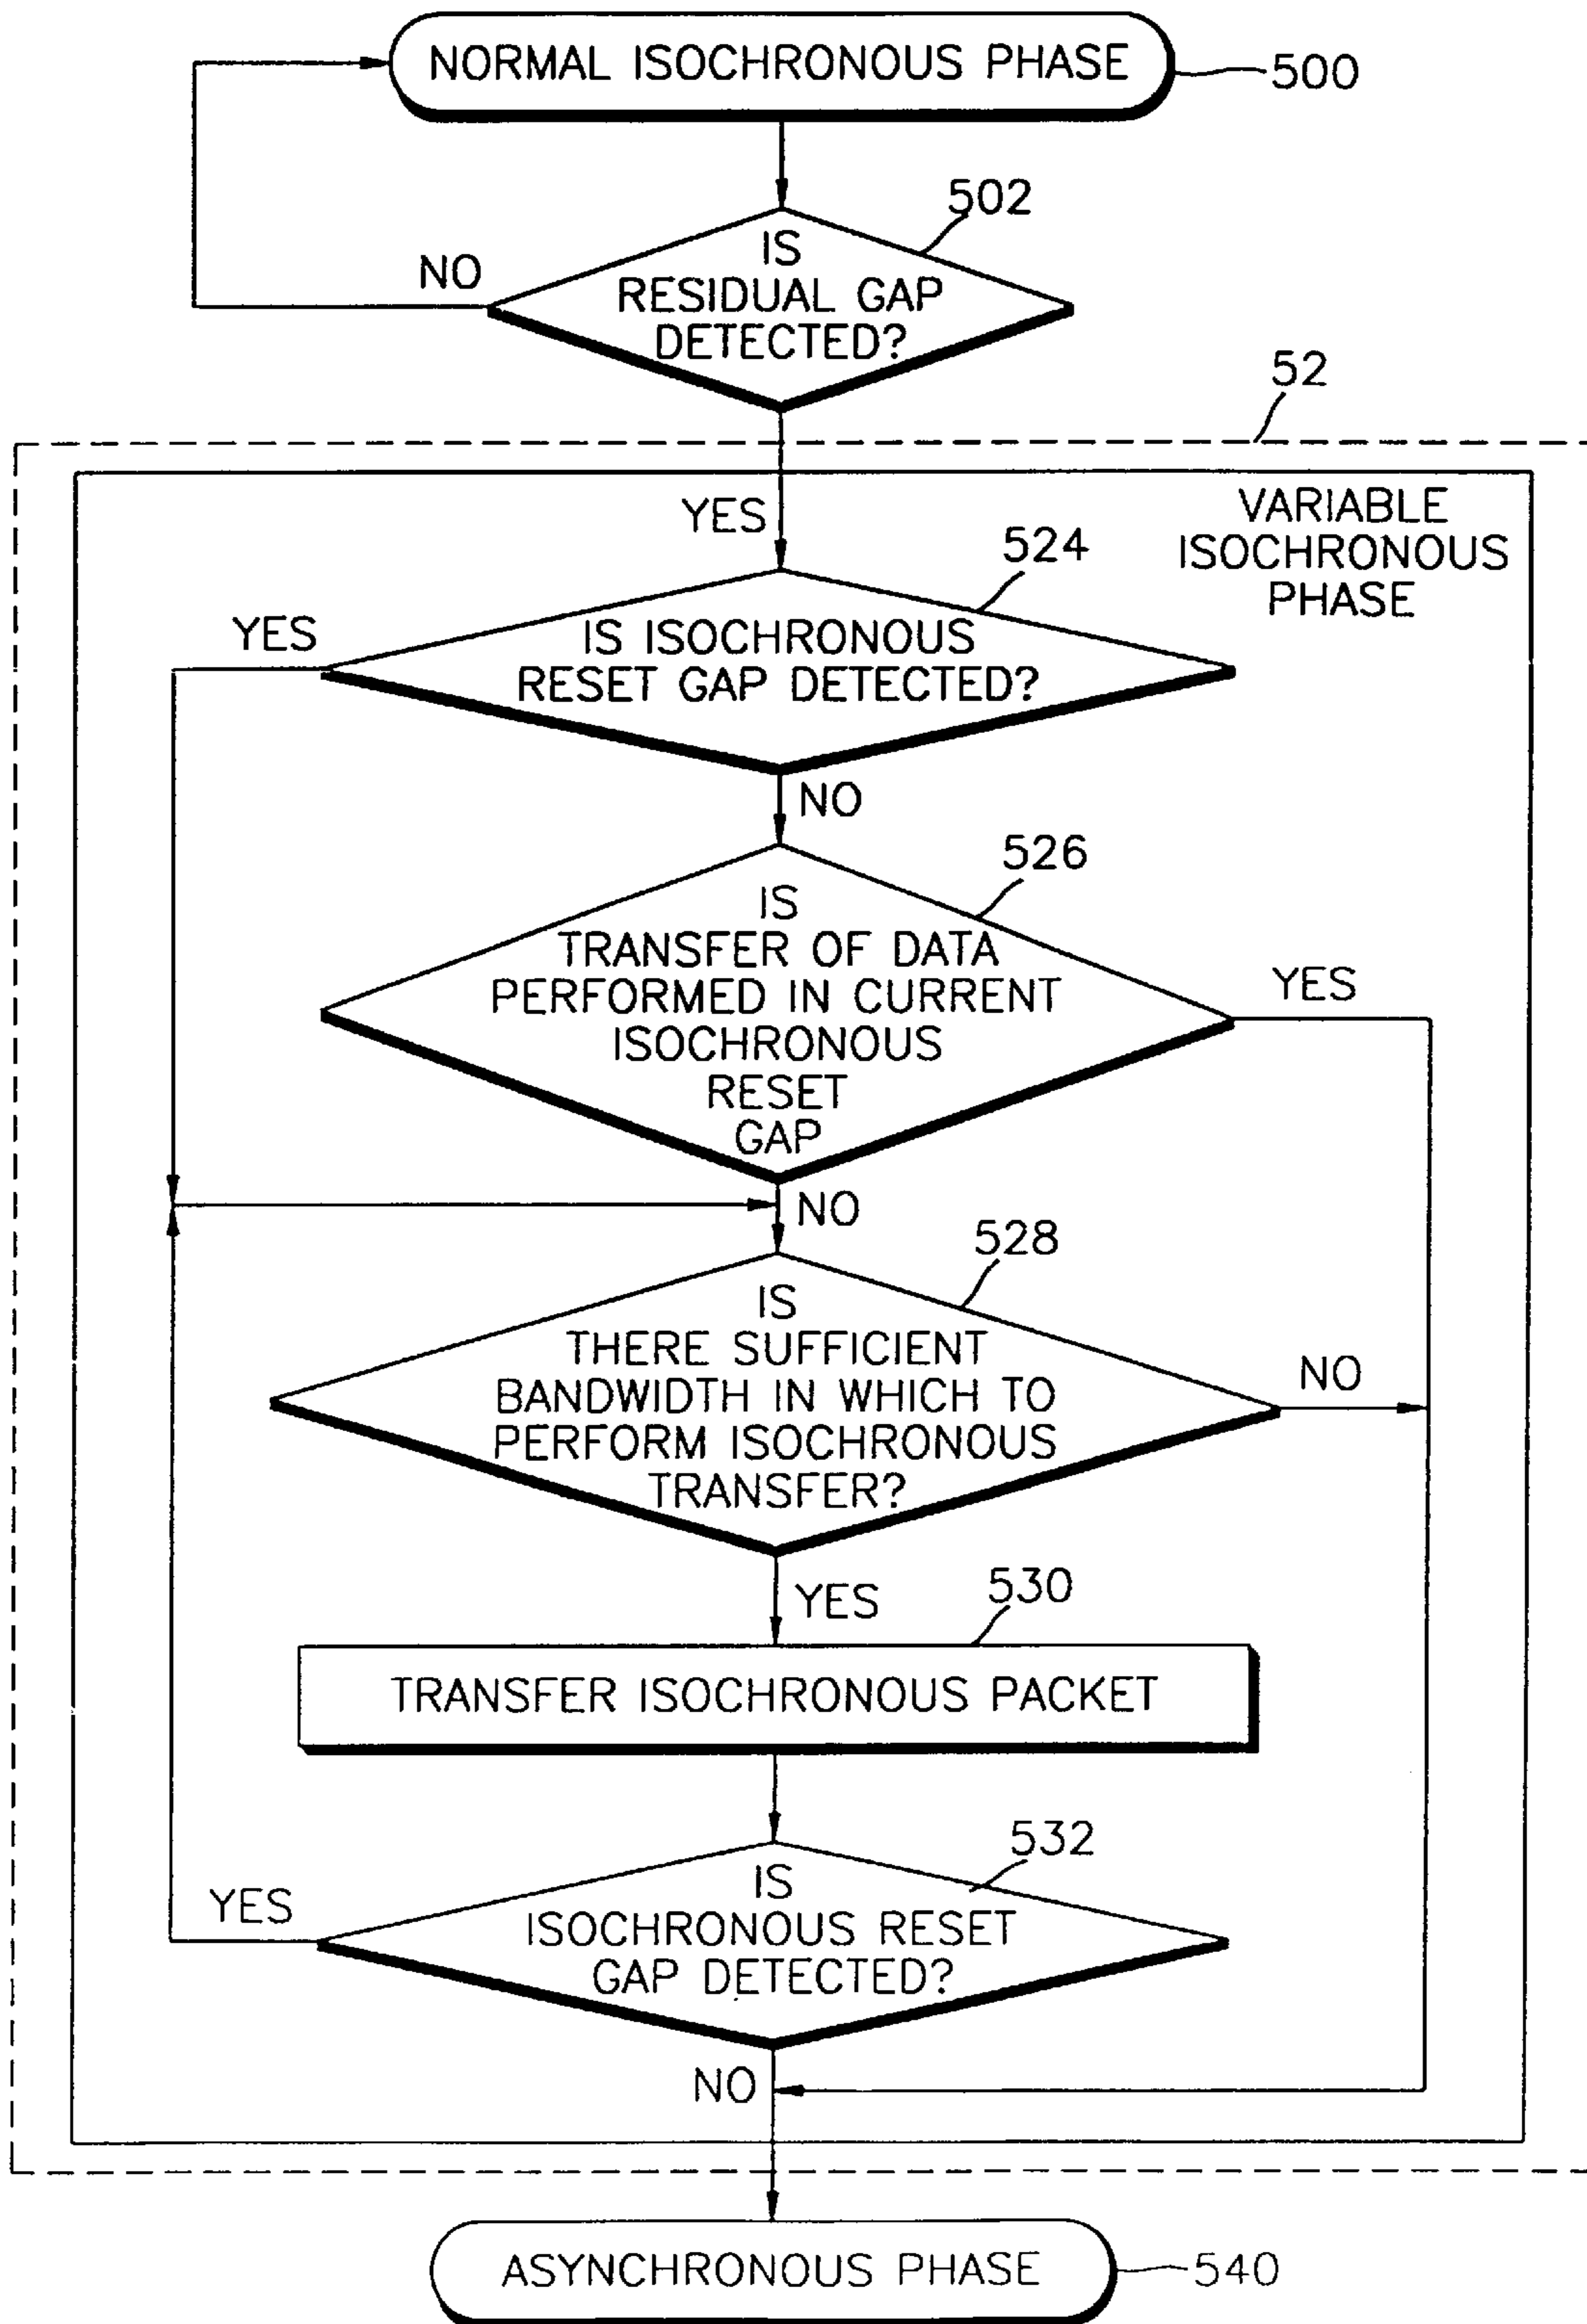 NORMAL ISOCHRONOUS PHASE
500
502
IS
RESIDUAL GAP
DETECTED?
NO
52
YES
VARIABLE
ISOCHRONOUS
PHASE
524
YES
IS ISOCHRONOUS
RESET GAP DETECTED?
NO
526
IS
TRANSFER OF DATA
PERFORMED IN CURRENT
ISOCHRONOUS
RESET
GAP
YES
NO
528
IS
THERE SUFFICIENT
BANDWIDTH IN WHICH TO
PERFORM ISOCHRONOUS
TRANSFER?
NO
YES
530
TRANSFER ISOCHRONOUS PACKET
532
IS
ISOCHRONOUS RESET
GAP DETECTED?
YES
NO
ASYNCHRONOUS PHASE
540